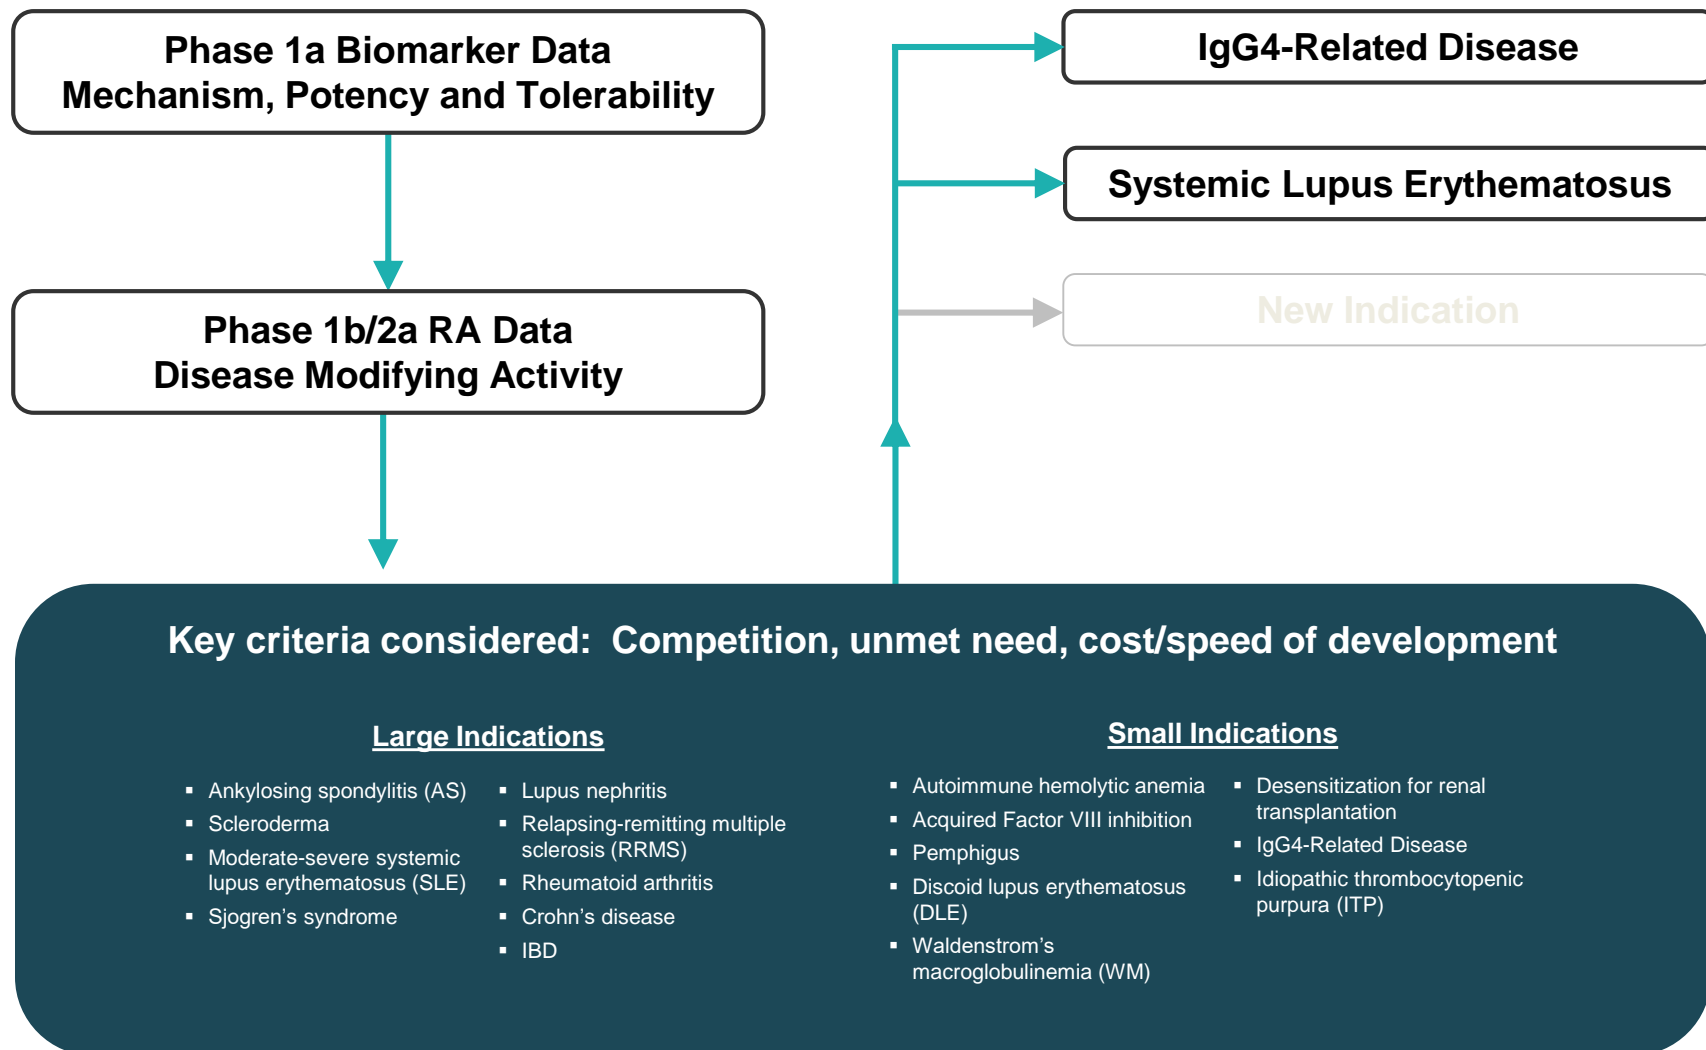 Phase 1a Biomarker Data
Mechanism, Potency and Tolerability
Phase 1b/2a RA Data
Disease Modifying Activity
IgG4-Related Disease
Systemic Lupus Erythematosus
New Indication
Key criteria considered:  Competition, unmet need, cost/speed of development
Large Indications
▪ Ankylosing spondylitis (AS)
▪ Scleroderma
▪ Moderate-severe systemic
lupus erythematosus (SLE)
▪ Sjogren’s syndrome
▪ Lupus nephritis
▪ Relapsing-remitting multiple
sclerosis (RRMS)
▪ Rheumatoid arthritis
▪ Crohn’s disease
▪ IBD
Small Indications
▪ Autoimmune hemolytic anemia
▪ Acquired Factor VIII inhibition
▪ Pemphigus
▪ Discoid lupus erythematosus
(DLE)
▪ Waldenstrom’s
macroglobulinemia (WM)
▪ Desensitization for renal
transplantation
▪ IgG4-Related Disease
▪ Idiopathic thrombocytopenic
purpura (ITP)